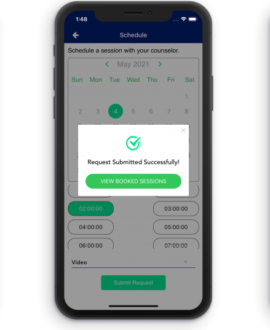 1:48
Schedule
Schedule a session with your counselor.
< May 2021 >
Sun Mon Tue Wed Thu Fri Sat
1
2 3 4 5 6 7 8
×
Request Submitted Successfully!
VIEW BOOKED SESSIONS
02:00:00 03:00:00
04:00:00 05:00:00
06:00:00 07:00:00
Video
Submit Request